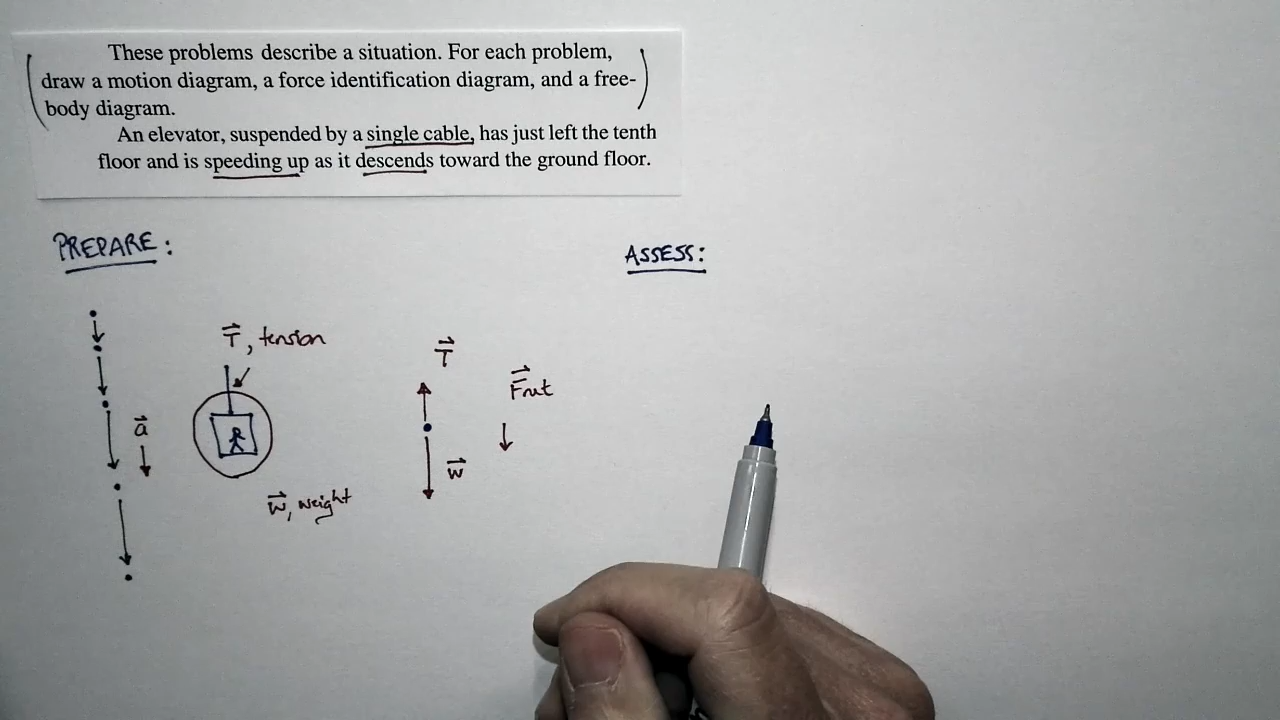 These problems describe a situation. For each problem,
draw a motion diagram, a force identification diagram, and a free-
body diagram.
An elevator, suspended by a single cable, has just left the tenth
floor and is speeding up as it descends toward the ground floor.
PREPARE:
ASSESS:
T, tension
T
Fnet
a
w
w, weight